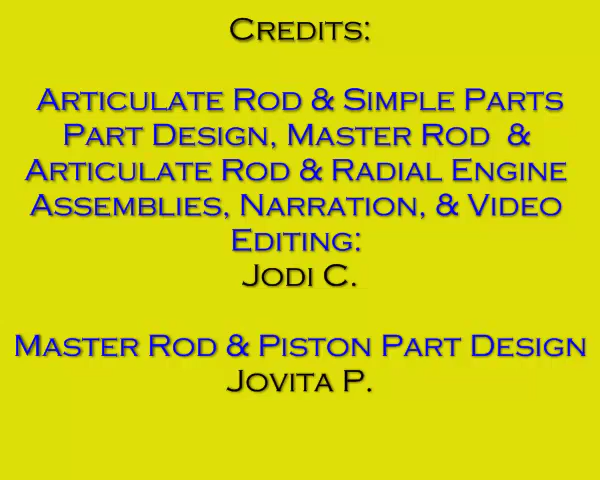 Credits:
Articulate Rod & Simple Parts
Part Design, Master Rod &
Articulate Rod & Radial Engine
Assemblies, Narration, & Video
Editing:
Jodi C.
Master Rod & Piston Part Design
Jovita P.